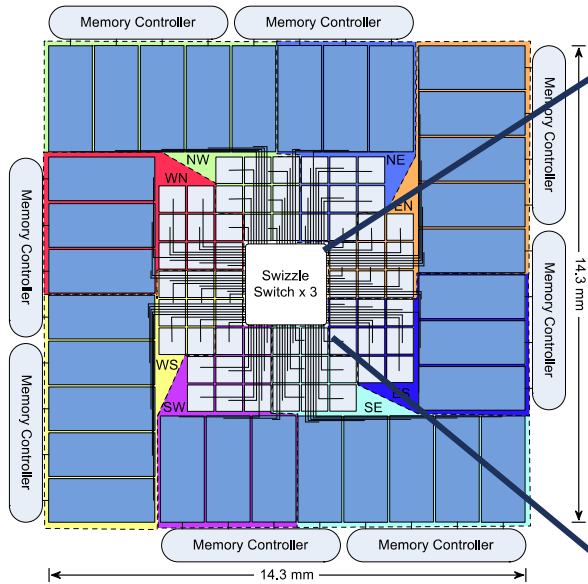 Memory Controller
Memory Controller
Memory Controller
Memory Controller
Memory Controller
Memory Controller
NW
NE
WN
EN
Swizzle
Switch x 3
14.3 mm
WS
ES
SW
SE
Memory Controller
Memory Controller
14.3 mm